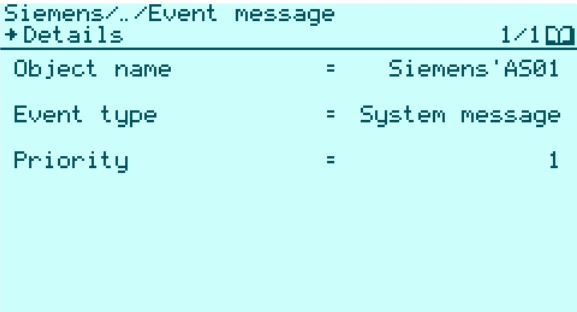 Siemens/../Event message
→Details 1/1
Object name = Siemens'AS01
Event type = System message
Priority = 1